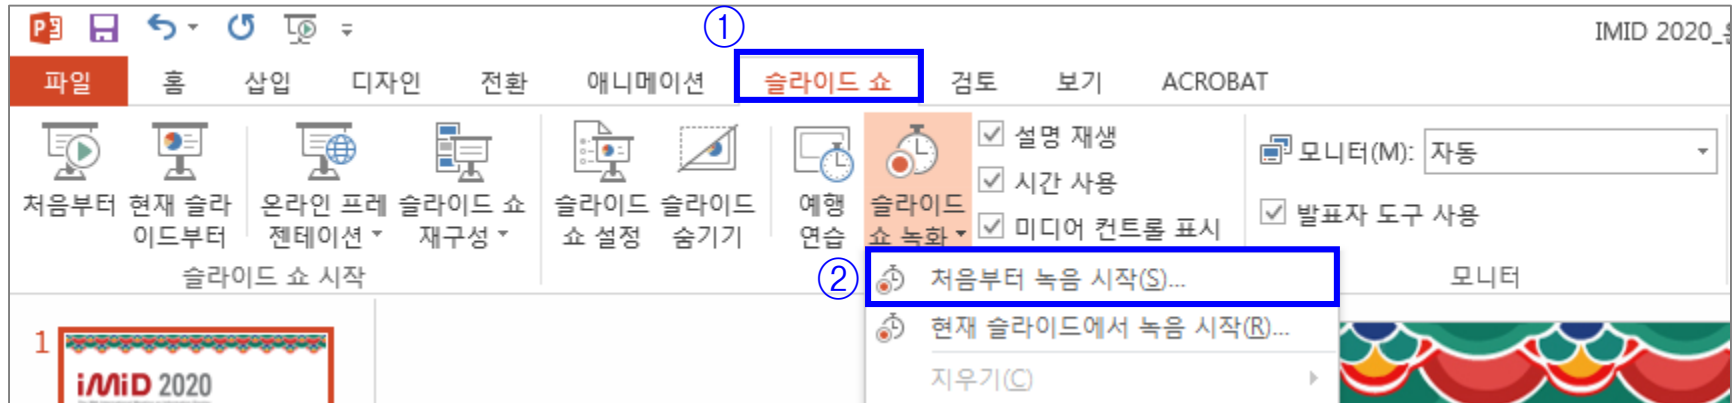 ①
IMID 2020_
파일 홈 삽입 디자인 전환 애니메이션 슬라이드 쇼 검토 보기 ACROBAT
처음부터
현재 슬라
이드부터
온라인 프레
젠테이션
슬라이드 쇼
재구성
슬라이드 쇼 시작
슬라이드
쇼 설정
슬라이드
숨기기
예행
연습
슬라이드
쇼 녹화
설명 재생
시간 사용
미디어 컨트롤 표시
모니터(M): 자동
발표자 도구 사용
모니터
②
처음부터 녹음 시작(S)...
현재 슬라이드에서 녹음 시작(R)...
지우기(C)
1
iMiD 2020